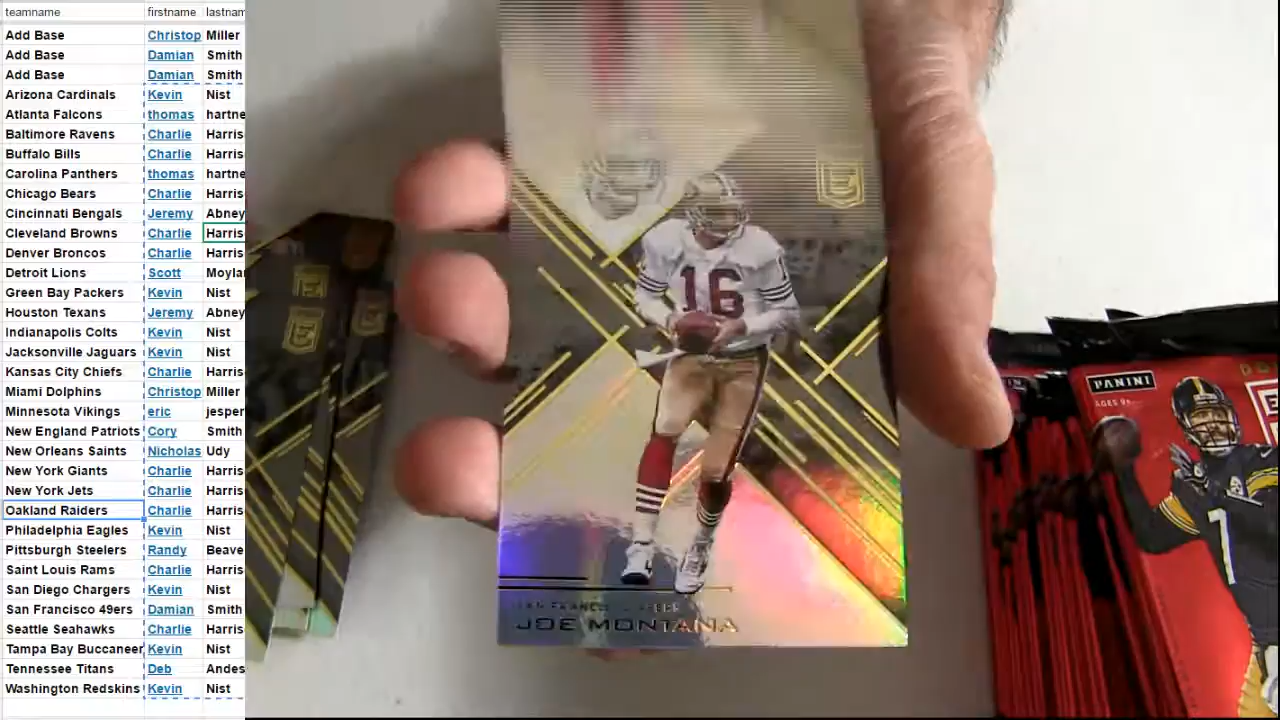 teamname firstname lastnam
Add Base Christop Miller
Add Base Damian Smith
Add Base Damian Smith
Arizona Cardinals Kevin Nist
Atlanta Falcons thomas hartne
Baltimore Ravens Charlie Harris
Buffalo Bills Charlie Harris
Carolina Panthers thomas hartne
Chicago Bears Charlie Harris
Cincinnati Bengals Jeremy Abney
Cleveland Browns Charlie Harris
Denver Broncos Charlie Harris
Detroit Lions Scott Moylar
Green Bay Packers Kevin Nist
Houston Texans Jeremy Abney
Indianapolis Colts Kevin Nist
Jacksonville Jaguars Kevin Nist
Kansas City Chiefs Charlie Harris
Miami Dolphins Christop Miller
Minnesota Vikings eric jesper
New England Patriots Cory Smith
New Orleans Saints Nicholas Udy
New York Giants Charlie Harris
New York Jets Charlie Harris
Oakland Raiders Charlie Harris
Philadelphia Eagles Kevin Nist
Pittsburgh Steelers Randy Beave
Saint Louis Rams Charlie Harris
San Diego Chargers Kevin Nist
San Francisco 49ers Damian Smith
Seattle Seahawks Charlie Harris
Tampa Bay Buccaneer Kevin Nist
Tennessee Titans Deb Andes
Washington Redskins Kevin Nist
16
JOE MONTANA
PANINI
AGES 9+
7